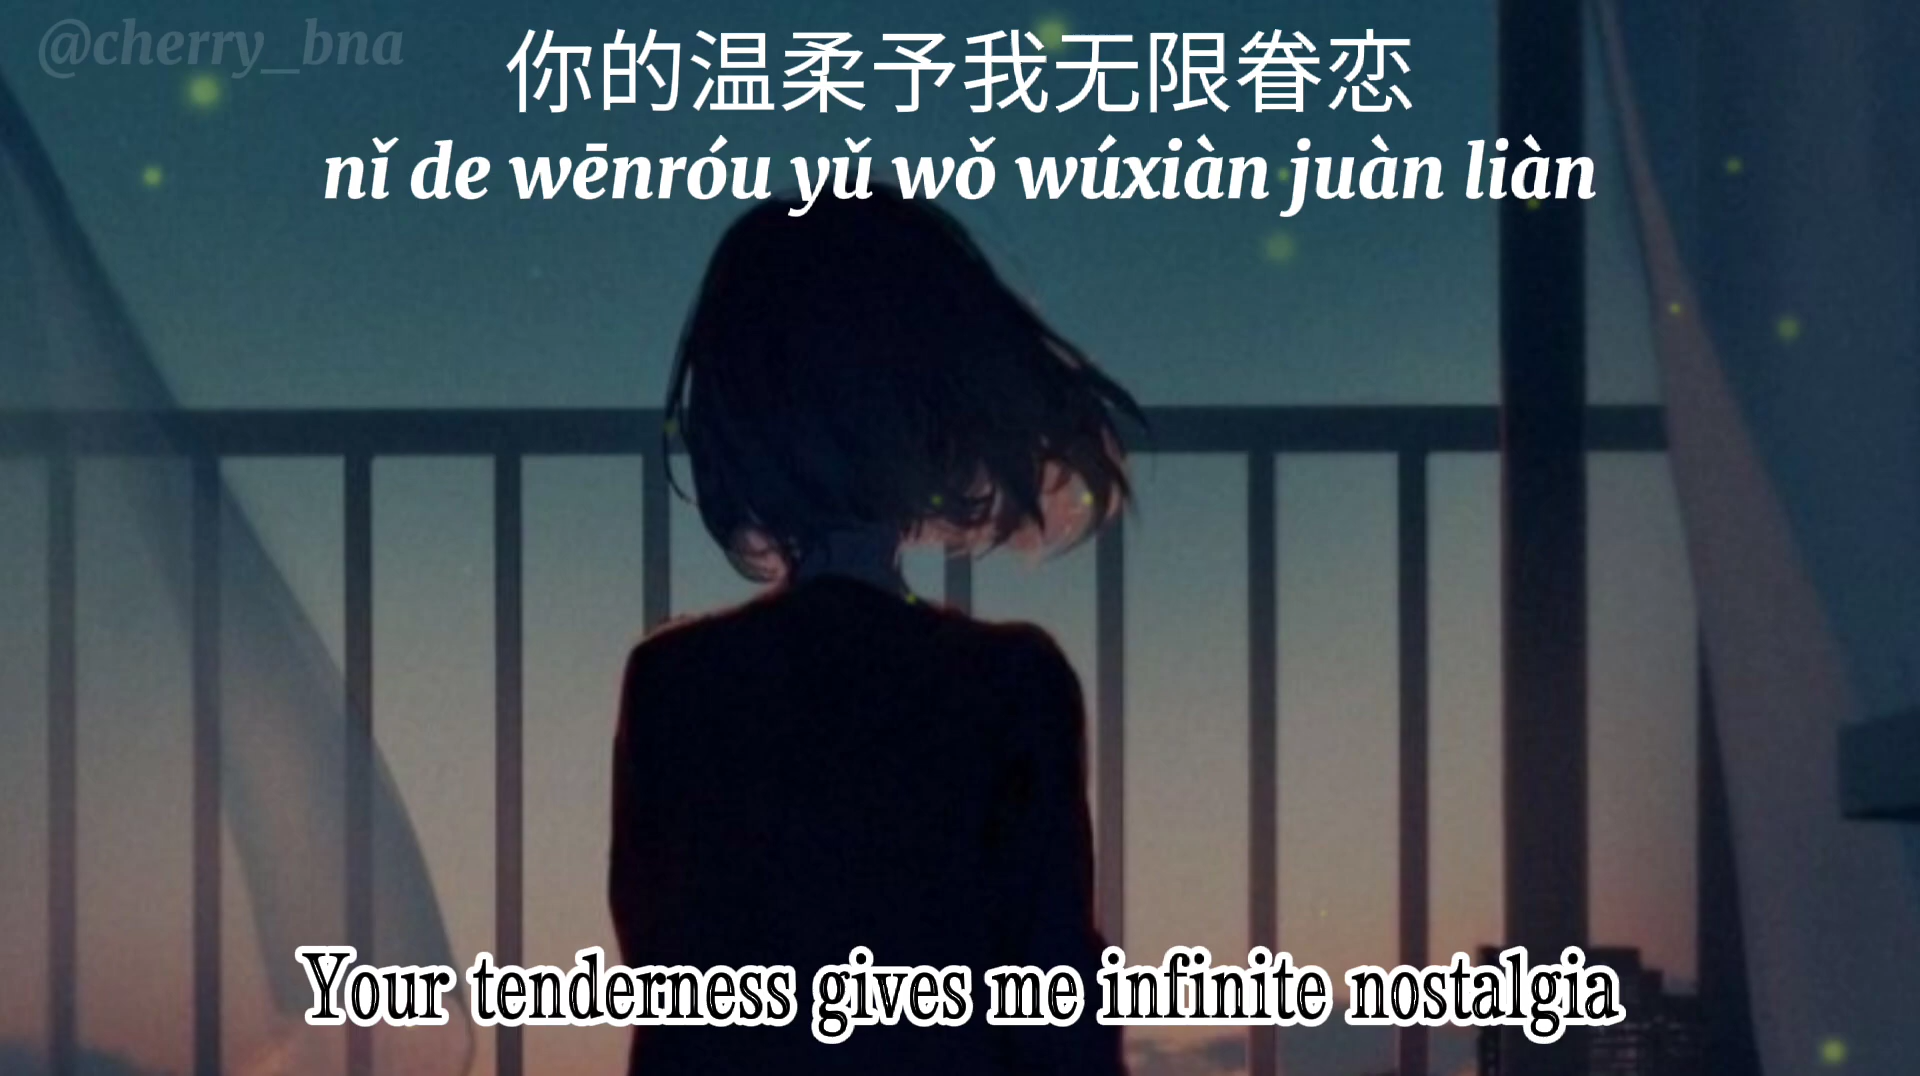 @cherry_bna
你的温柔予我无限眷恋
nǐ de wēnróu yǔ wǒ wúxiàn juàn liàn
Your tenderness gives me infinite nostalgia